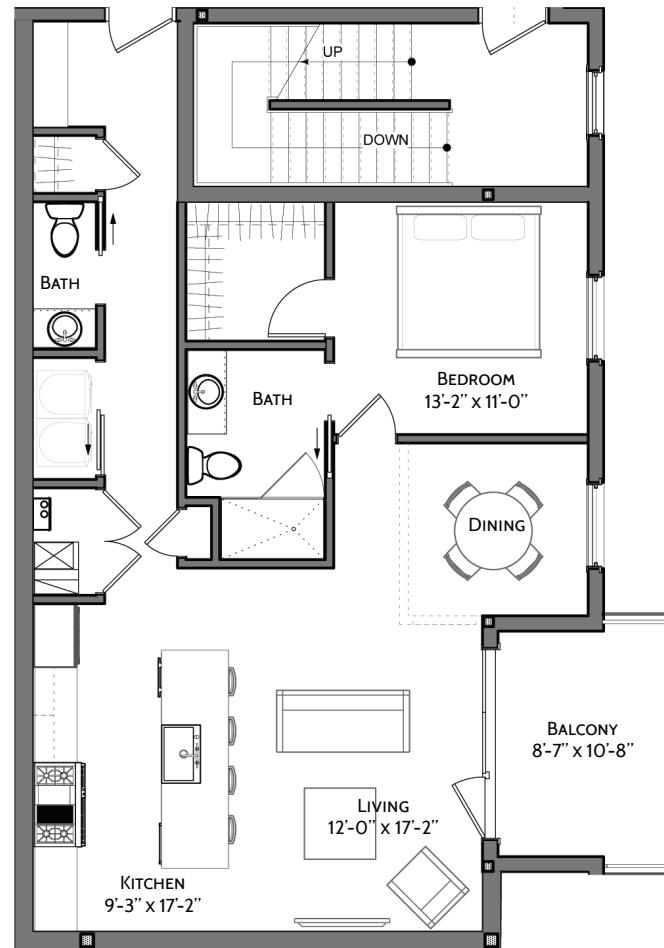 UP
DOWN
BATH
BEDROOM
13’-2” x 11’-0”
BATH
DINING
BALCONY
8’-7” x 10’-8”
LIVING
12’-0” x 17’-2”
KITCHEN
9’-3” x 17’-2”